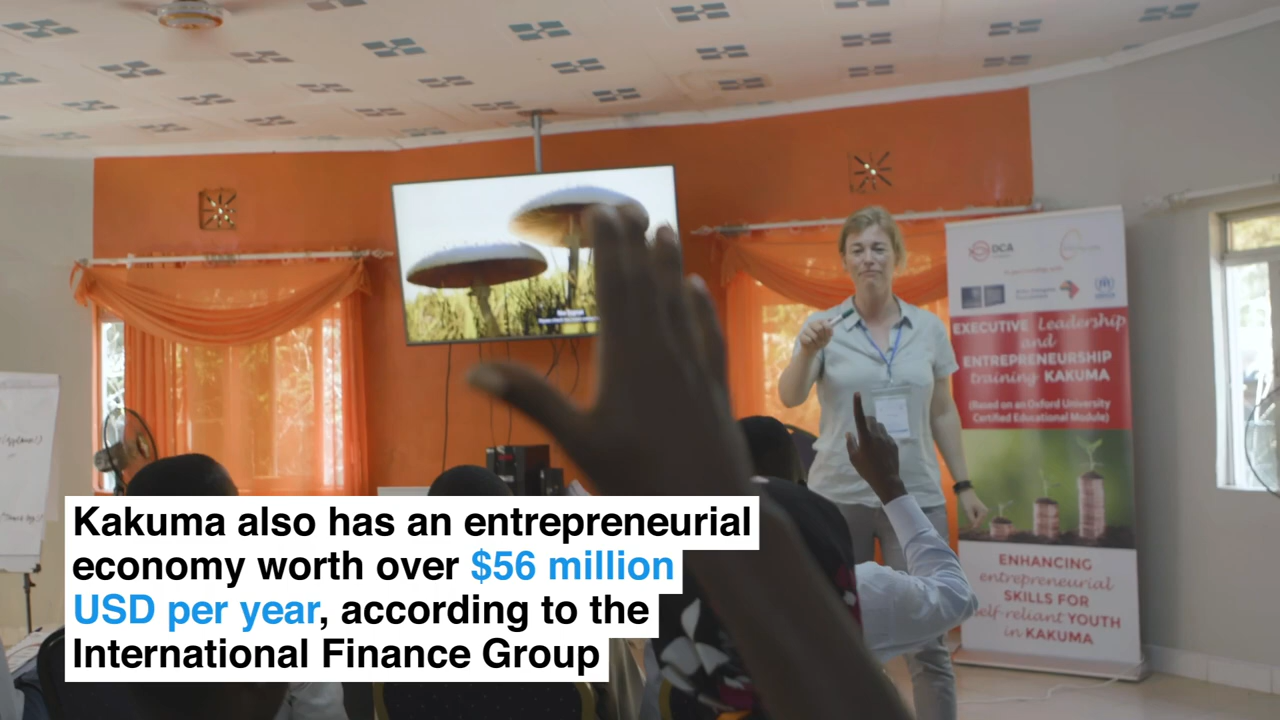 DCA
EXECUTIVE Leadership
and
ENTREPRENEURSHIP
training KAKUMA
(Based on an Oxford University
Certified Educational Module)
ENHANCING
entrepreneurial
SKILLS FOR
self-reliant YOUTH
in KAKUMA
Kakuma also has an entrepreneurial
economy worth over $56 million
USD per year, according to the
International Finance Group